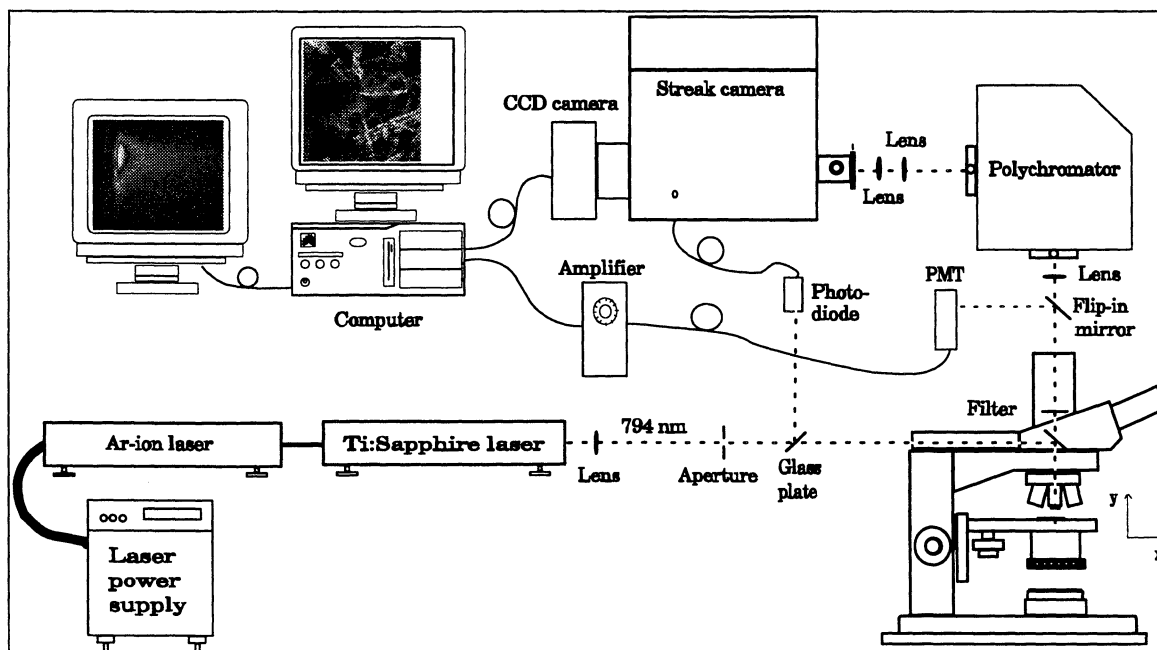 Streak camera
CCD camera
Lens
Lens
Polychromator
Computer
Amplifier
Photo-
diode
PMT
Lens
Flip-in
mirror
Filter
Ar-ion laser
Ti:Sapphire laser
794 nm
Lens
Aperture
Glass
plate
y
x
Laser
power
supply